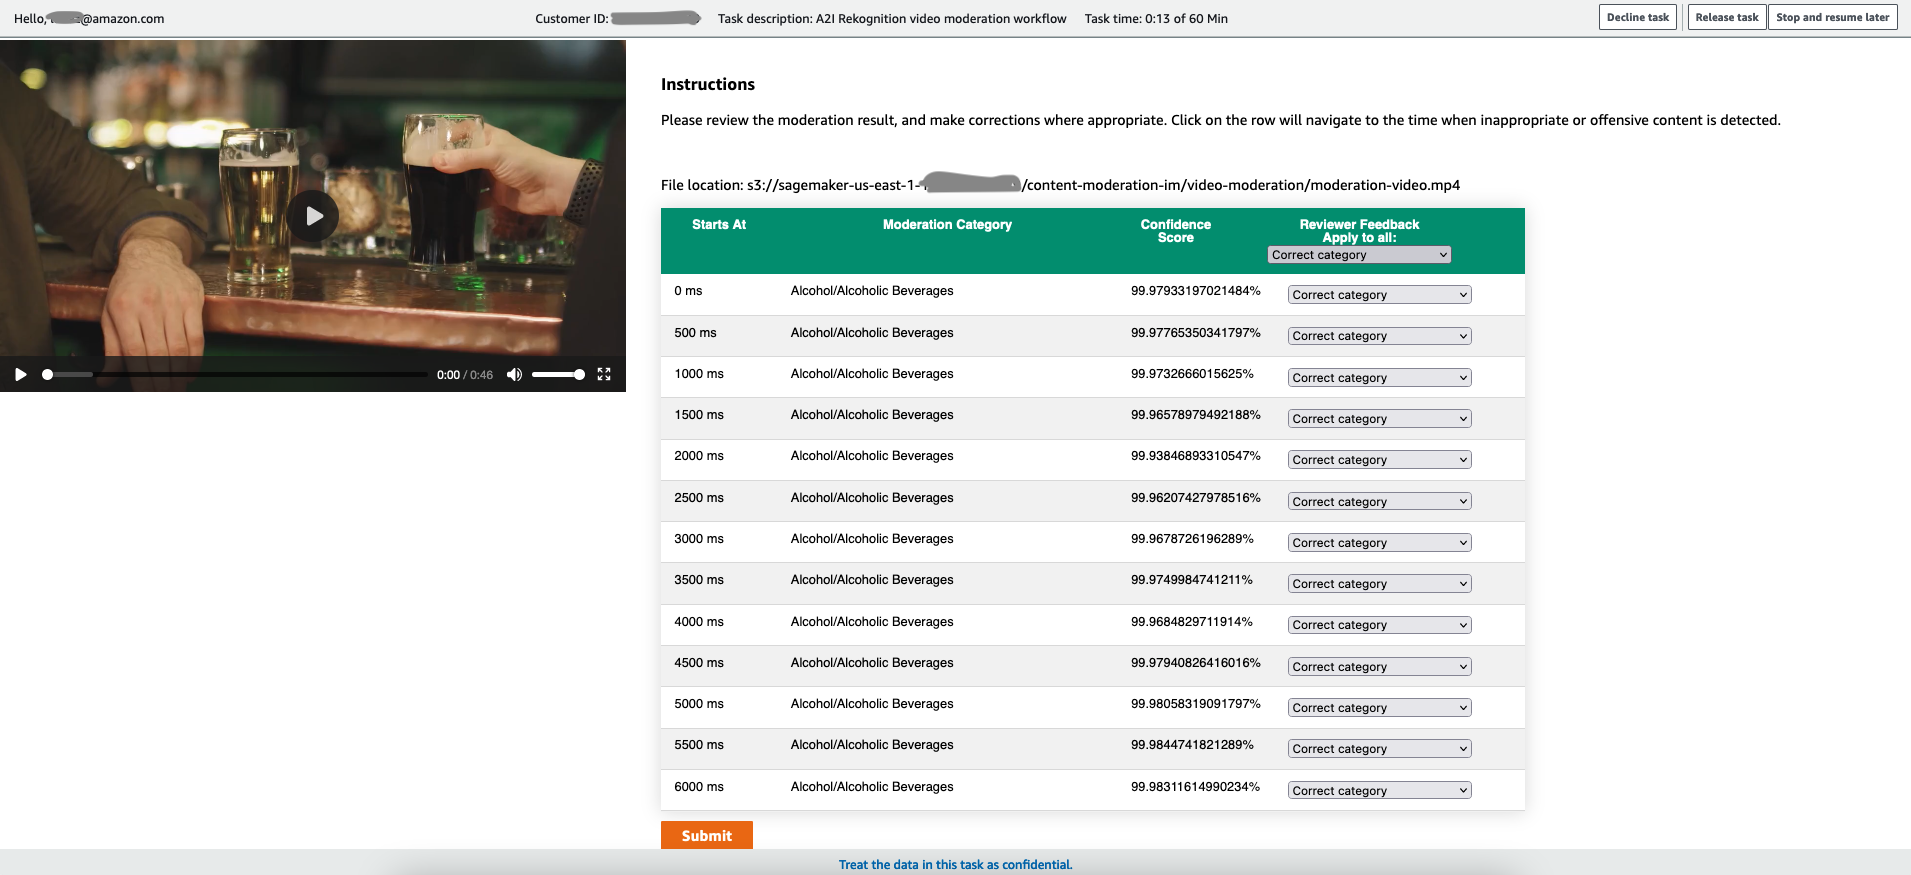 Hello, @amazon.com
Customer ID:
Task description: A2I Rekognition video moderation workflow
Task time: 0:13 of 60 Min
Decline task
Release task
Stop and resume later
Instructions
Please review the moderation result, and make corrections where appropriate. Click on the row will navigate to the time when inappropriate or offensive content is detected.
File location: s3://sagemaker-us-east-1- /content-moderation-im/video-moderation/moderation-video.mp4
Starts At Moderation Category Confidence Score Reviewer Feedback Apply to all:
Correct category
0 ms Alcohol/Alcoholic Beverages 99.97933197021484% Correct category
500 ms Alcohol/Alcoholic Beverages 99.97765350341797% Correct category
1000 ms Alcohol/Alcoholic Beverages 99.9732666015625% Correct category
1500 ms Alcohol/Alcoholic Beverages 99.96578979492188% Correct category
2000 ms Alcohol/Alcoholic Beverages 99.93846893310547% Correct category
2500 ms Alcohol/Alcoholic Beverages 99.96207427978516% Correct category
3000 ms Alcohol/Alcoholic Beverages 99.9678726196289% Correct category
3500 ms Alcohol/Alcoholic Beverages 99.9749984741211% Correct category
4000 ms Alcohol/Alcoholic Beverages 99.9684829711914% Correct category
4500 ms Alcohol/Alcoholic Beverages 99.97940826416016% Correct category
5000 ms Alcohol/Alcoholic Beverages 99.98058319091797% Correct category
5500 ms Alcohol/Alcoholic Beverages 99.9844741821289% Correct category
6000 ms Alcohol/Alcoholic Beverages 99.98311614990234% Correct category
0:00 / 0:46
Submit
Treat the data in this task as confidential.